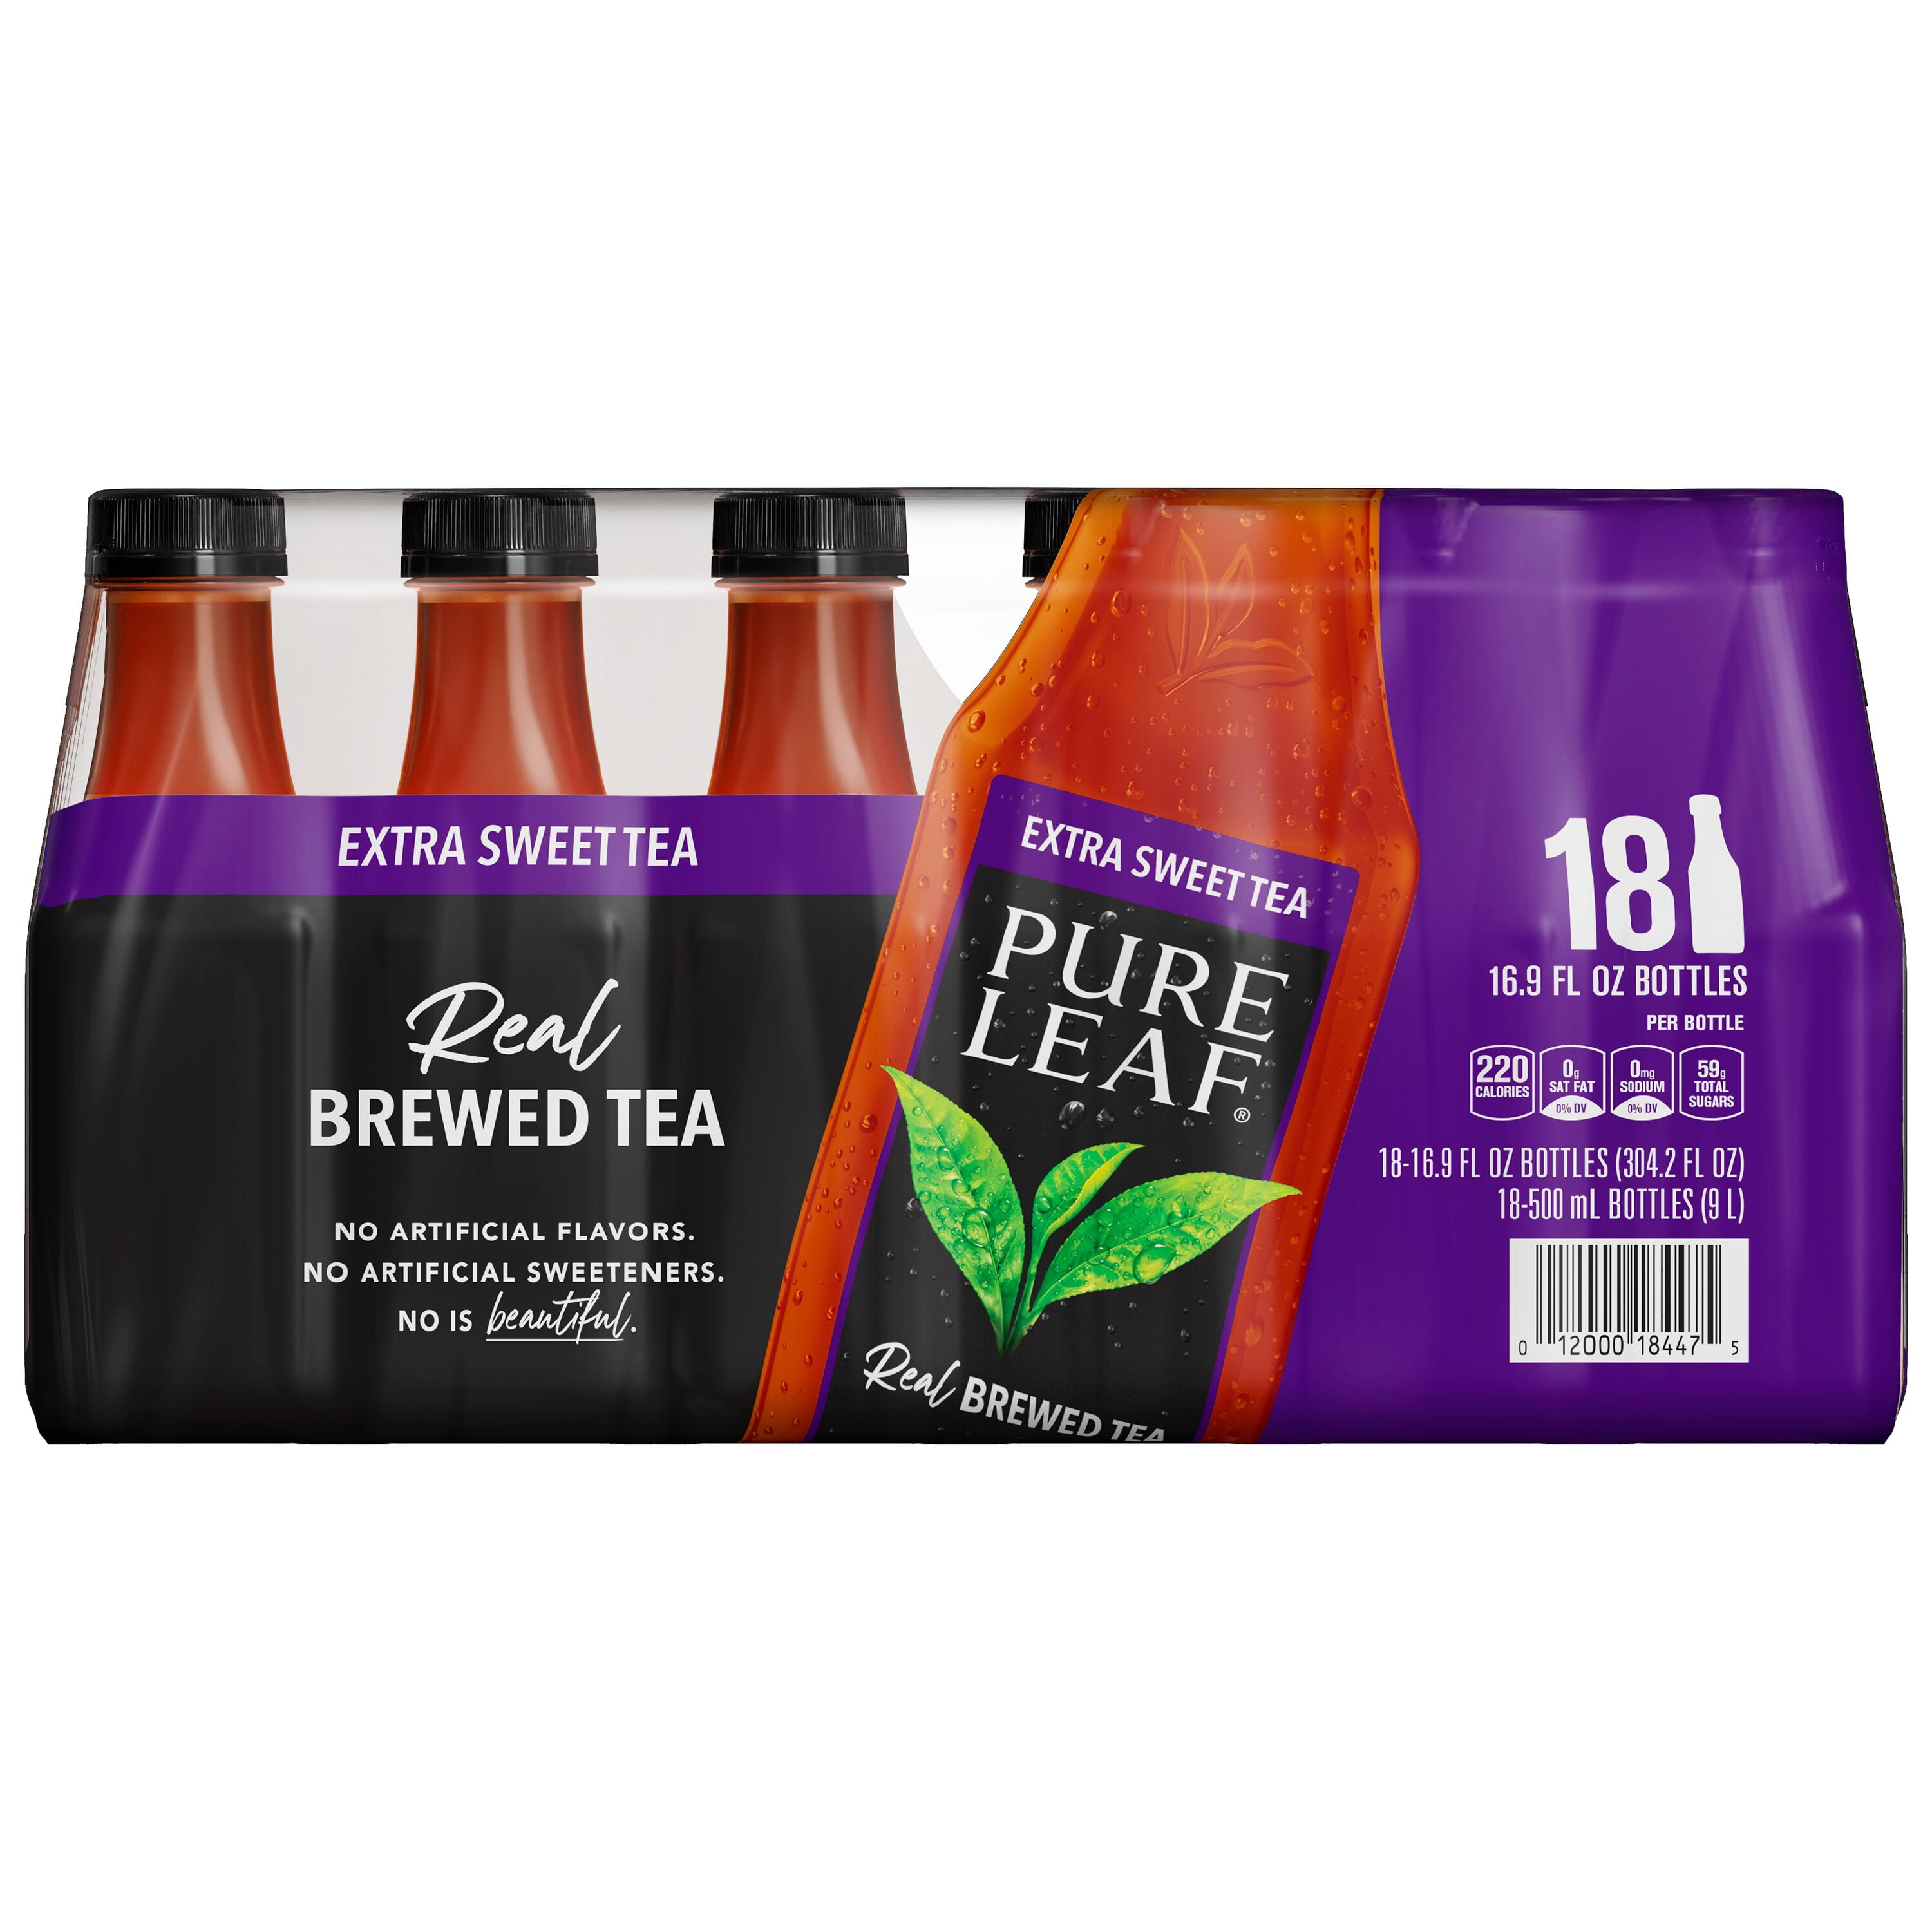 EXTRA SWEET TEA
Real
BREWED TEA
NO ARTIFICIAL FLAVORS.
NO ARTIFICIAL SWEETENERS.
NO IS beautiful.
EXTRA SWEET TEA
PURE
LEAF®
Real BREWED TEA
18
16.9 FL OZ BOTTLES
PER BOTTLE
220 CALORIES
0g SAT FAT 0% DV
0mg SODIUM 0% DV
59g TOTAL SUGARS
18-16.9 FL OZ BOTTLES (304.2 FL OZ)
18-500 mL BOTTLES (9 L)
0 12000 18447 5